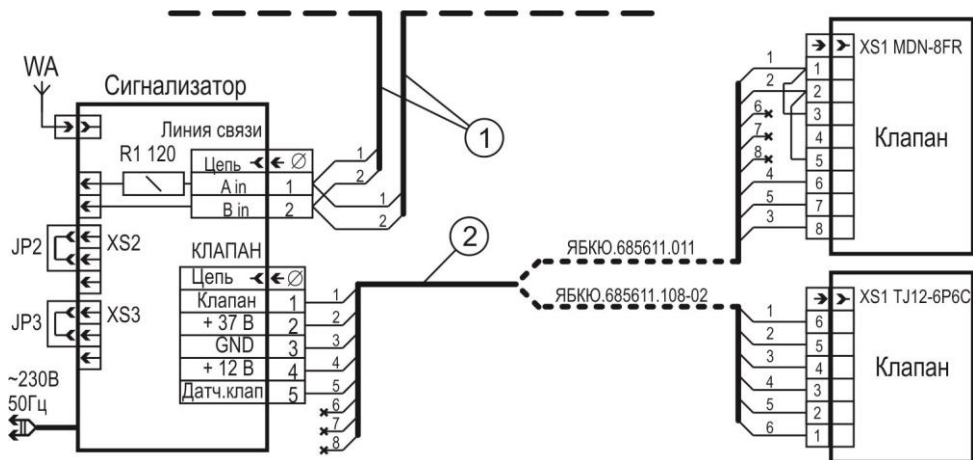 WA
Сигнализатор
Линия связи
R1 120
Цепь
A in 1
B in 2
1
2
1
2
1
JP2
XS2
JP3
XS3
КЛАПАН
Цепь
Клапан 1
+ 37 В 2
GND 3
+ 12 В 4
Датч.клап 5
1
2
3
4
5
6
7
8
~230В
50Гц
2
ЯБКЮ.685611.011
ЯБКЮ.685611.108-02
1
2
6
7
8
4
5
3
XS1 MDN-8FR
1
2
3
4
5
6
7
8
Клапан
1
2
3
4
5
6
XS1 TJ12-6P6C
6
5
4
3
2
1
Клапан